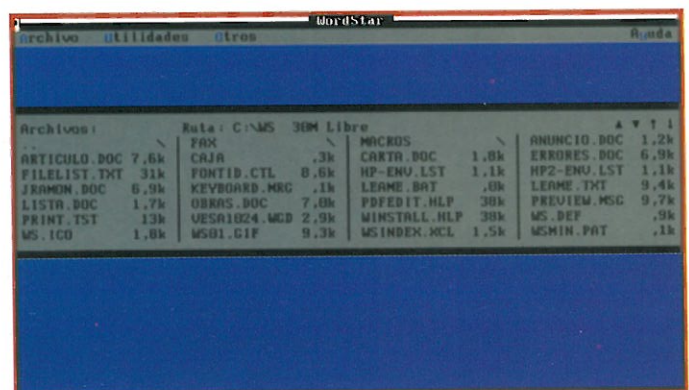 WordStar
Archivo Utilidades Otros Ayuda
Archivos: Ruta: C:\WS 38M Libre ▲ ▼ ↑ ↓
.. \ FAX \ MACROS \ ANUNCIO.DOC 1,2k
ARTICULO.DOC 7,6k CAJA ,3k CARTA.DOC 1,8k ERRORES.DOC 6,9k
FILELIST.TXT 31k FONTID.CTL 8,6k HP-ENV.LST 1,1k HP2-ENV.LST 1,1k
JRAMON.DOC 6,9k KEYBOARD.MRG ,1k LEAME.BAT ,0k LEAME.TXT 9,4k
LISTA.DOC 1,7k OBRAS.DOC 7,0k PDFEDIT.HLP 38k PREVIEW.MSG 9,7k
PRINT.TST 13k VESA1024.WGD 2,9k WINSTALL.HLP 38k WS.DEF ,9k
WS.ICO 1,8k WS01.GIF 9,3k WSINDEX.XCL 1,5k WSMIN.PAT ,1k